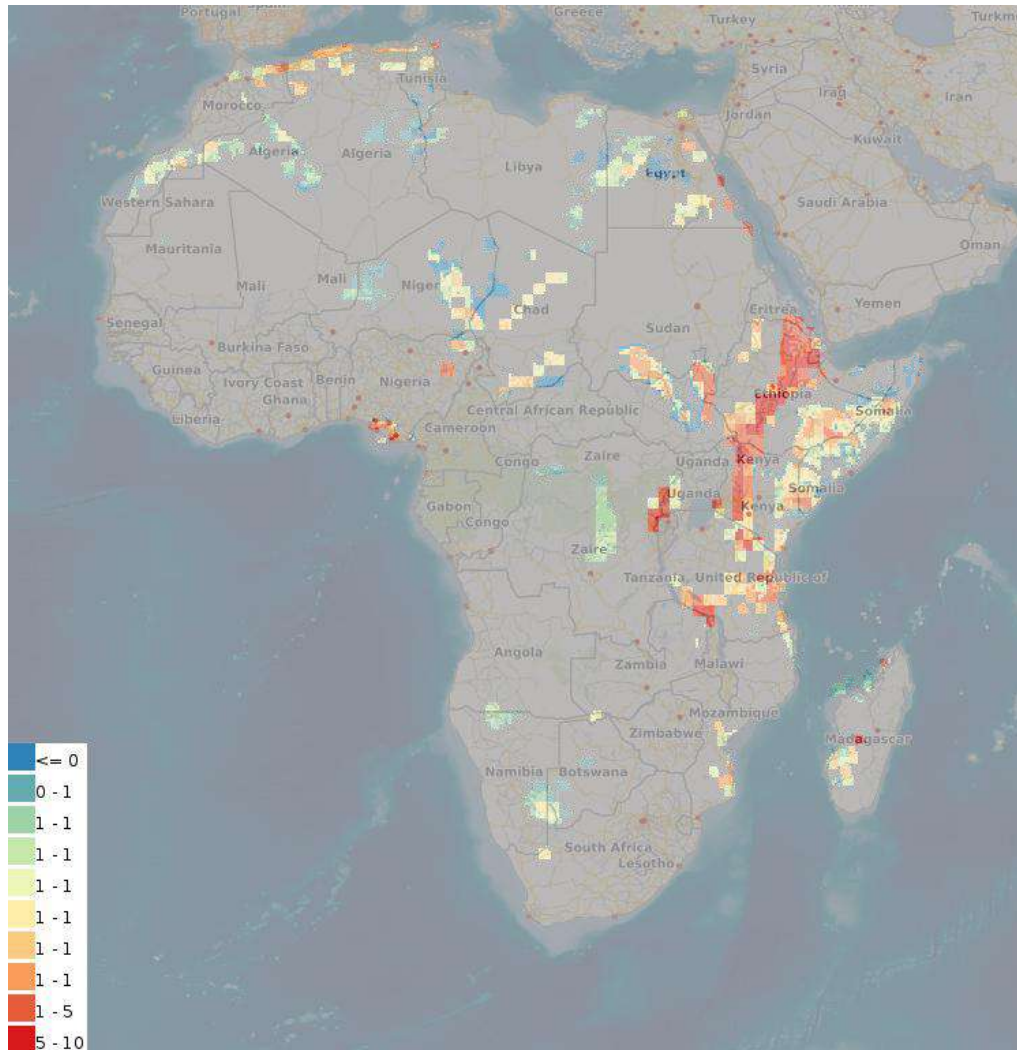 Portugal
Greece
Turkey
Turkm
Syria
Tunisia
Iraq
Iran
Morocco
Jordan
Kuwait
Algeria
Algeria
Libya
Egypt
Western Sahara
Saudi Arabia
Mauritania
Oman
Mali
Mali
Niger
Chad
Yemen
Senegal
Sudan
Eritrea
Burkina Faso
Guinea
Ivory Coast
Benin
Nigeria
Ethiopia
Ghana
Somalia
Liberia
Central African Republic
Cameroon
Congo
Zaire
Uganda
Kenya
Somalia
Uganda
Gabon
Kenya
Congo
Zaire
Tanzania, United Republic of
Angola
Zambia
Malawi
Mozambique
Zimbabwe
Madagascar
Namibia
Botswana
South Africa
Lesotho
<= 0
0 - 1
1 - 1
1 - 1
1 - 1
1 - 1
1 - 1
1 - 1
1 - 5
5 - 10